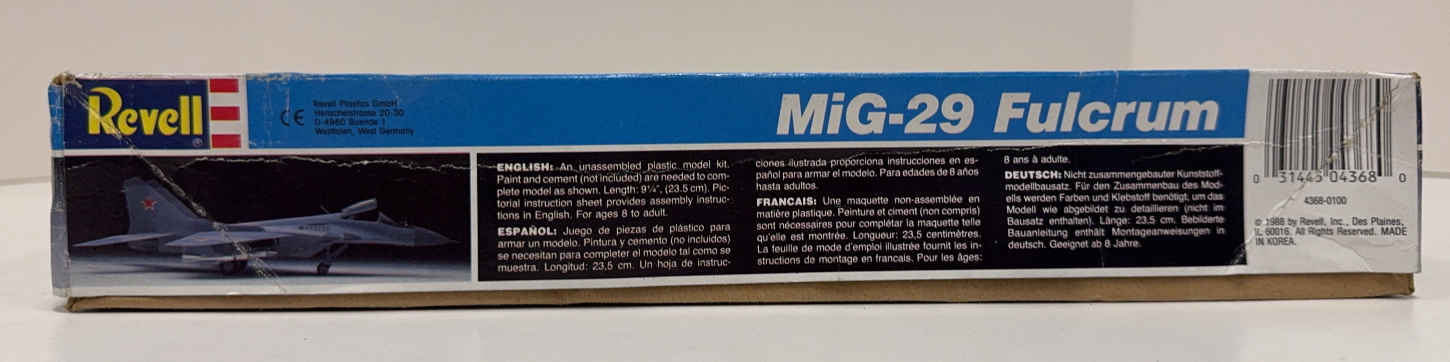 Revell
®
CE
Revell Plastics GmbH
Henschelstrasse 20-30
D-4980 Buende 1
Westfalen, West Germany
MiG-29 Fulcrum
ENGLISH: An unassembled plastic model kit.
Paint and cement (not included) are needed to com-
plete model as shown. Length: 9¼", (23.5 cm). Pic-
torial instruction sheet provides assembly instruc-
tions in English. For ages 8 to adult.
ESPAÑOL: Juego de piezas de plástico para
armar un modelo. Pintura y cemento (no incluidos)
se necesitan para completer el modelo tal como se
muestra. Longitud: 23,5 cm. Un hoja de instruc-
ciones ilustrada proporciona instrucciones en es-
pañol para armar el modelo. Para edades de 8 años
hasta adultos.
FRANCAIS: Une maquette non-assemblée en
matière plastique. Peinture et ciment (non compris)
sont nécessaires pour complétar la maquette telle
qu'elle est montrée. Longueur: 23,5 centimètres.
La feuille de mode d'emploi illustrée fournit les in-
structions de montage en francais. Pour les âges:
8 ans à adulte.
DEUTSCH: Nicht zusammengebauter Kunststoff-
modellbausatz. Für den Zusammenbau des Mod-
ells werden Farben und Klebstoff benötigt, um das
Modell wie abgebildet zu detaillieren (nicht im
Bausatz enthalten). Länge: 23,5 cm. Bebilderte
Bauanleitung enthält Montageanweisungen in
deutsch. Geeignet ab 8 Jahre.
0 31445 04368 0
4368-0100
© 1988 by Revell, Inc., Des Plaines,
IL 60016. All Rights Reserved. MADE
IN KOREA.